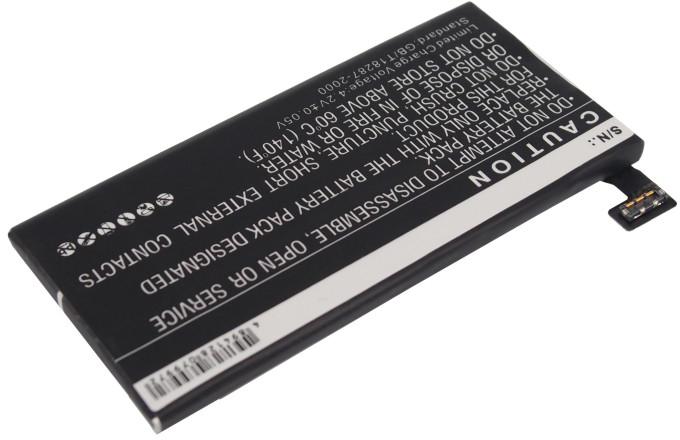 S/N.:
CAUTION
•DO NOT ATTEMPT TO DISASSEMBLE, OPEN OR SERVICE
THE BATTERY PACK.
•REPLACE ONLY WITH THE BATTERY PACK DESIGNATED
FOR THIS PRODUCT.
•DO NOT CRUSH, PUNCTURE, SHORT EXTERNAL CONTACTS
OR DISPOSE OF IN FIRE OR WATER.
•DO NOT STORE ABOVE 60°C (140°F).
Standard:GB/T18287-2000
Limited Charge Voltage:4.2V±0.05V